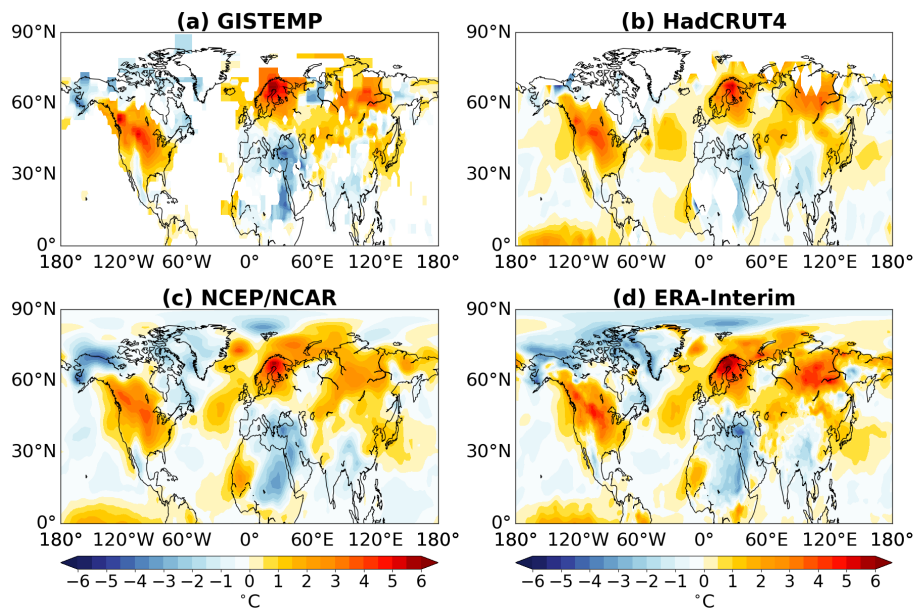 (a) GISTEMP
(b) HadCRUT4
90°N
60°N
30°N
0°
180° 120°W 60°W 0° 60°E 120°E 180°
90°N
60°N
30°N
0°
180° 120°W 60°W 0° 60°E 120°E 180°
(c) NCEP/NCAR
(d) ERA-Interim
90°N
60°N
30°N
0°
180° 120°W 60°W 0° 60°E 120°E 180°
90°N
60°N
30°N
0°
180° 120°W 60°W 0° 60°E 120°E 180°
−6 −5 −4 −3 −2 −1 0 1 2 3 4 5 6
°C
−6 −5 −4 −3 −2 −1 0 1 2 3 4 5 6
°C